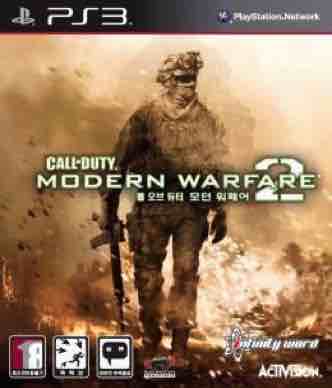 PS3
PlayStation.Network
CALL OF DUTY
MODERN WARFARE 2
콜 오브 듀티 모던 워페어
18
Infinity Ward
ACTIVISION